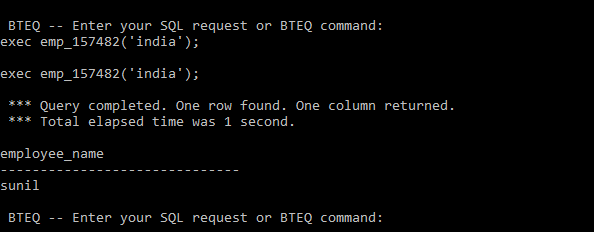 BTEQ -- Enter your SQL request or BTEQ command:
exec emp_157482('india');
exec emp_157482('india');
*** Query completed. One row found. One column returned.
*** Total elapsed time was 1 second.
employee_name
------------------------------
sunil
BTEQ -- Enter your SQL request or BTEQ command: